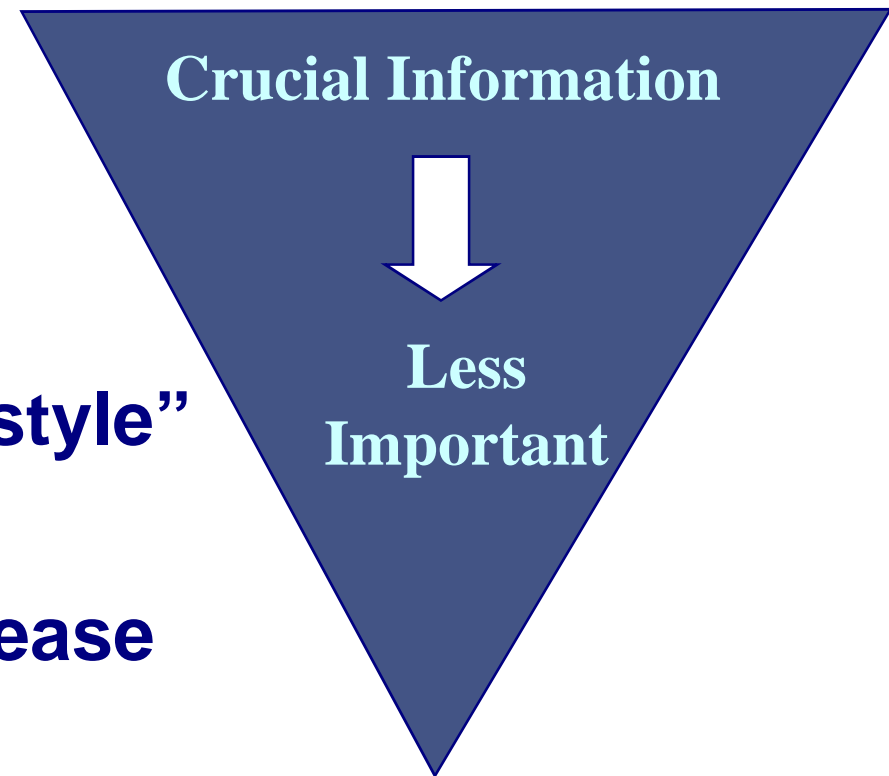 Crucial Information
Less
Important
style”
ease